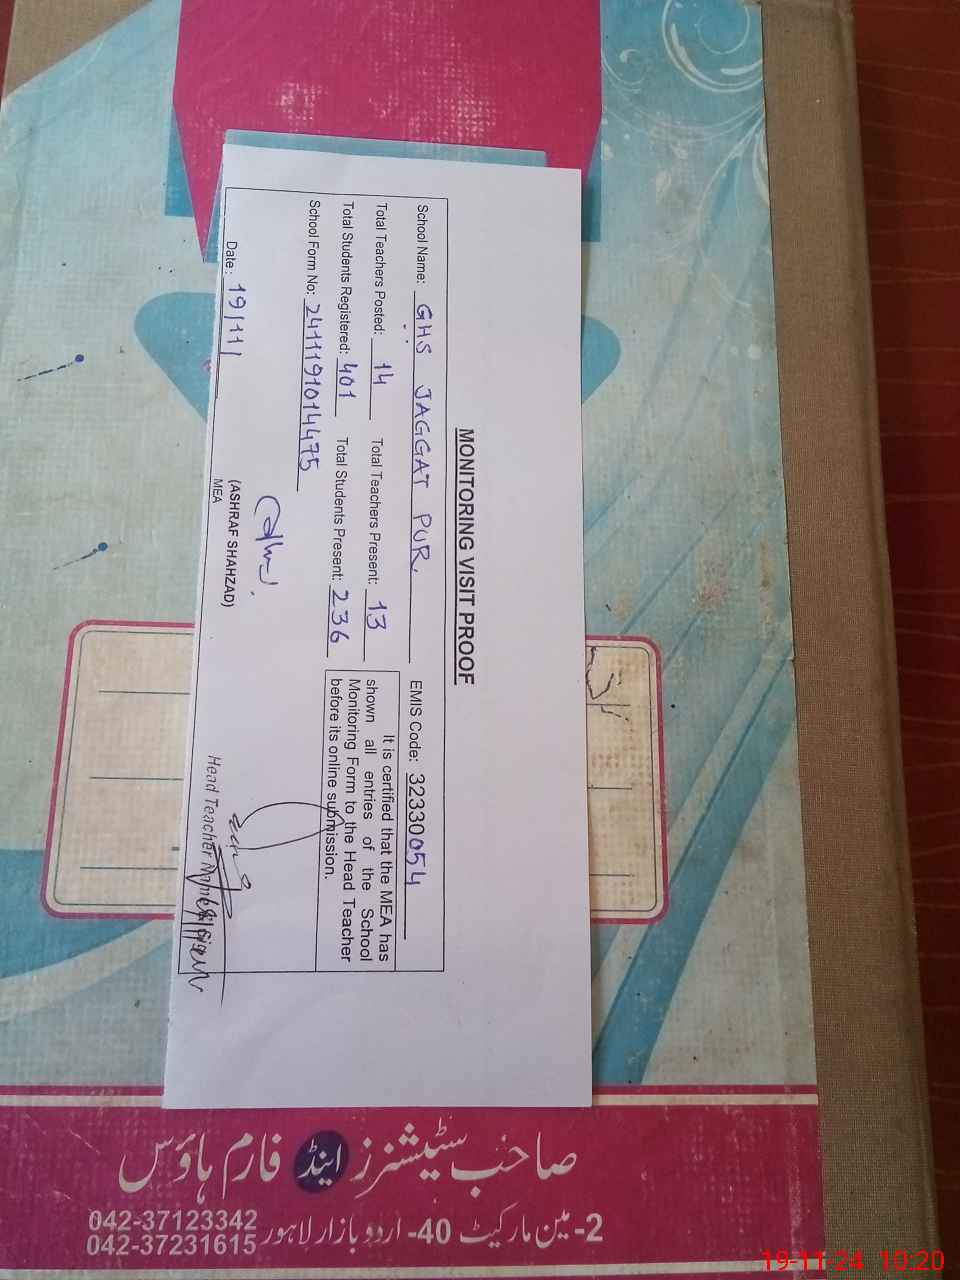 MONITORING VISIT PROOF
School Name: GHS JAGGAT PUR. EMIS Code: 32330054
Total Teachers Posted: 14 Total Teachers Present: 13
Total Students Registered: 401 Total Students Present: 236
School Form No: 2411191014475
It is certified that the MEA has
shown all entries of the School
Monitoring Form to the Head Teacher
before its online submission.
Date: 19/11/
(ASHRAF SHAHZAD)
MEA
Head Teacher Name
صاحب سٹیشنرز اینڈ فارم ہاؤس
2-مین مارکیٹ 40- اردو بازار لاہور
042-37123342
042-37231615
19-11-24 10:20